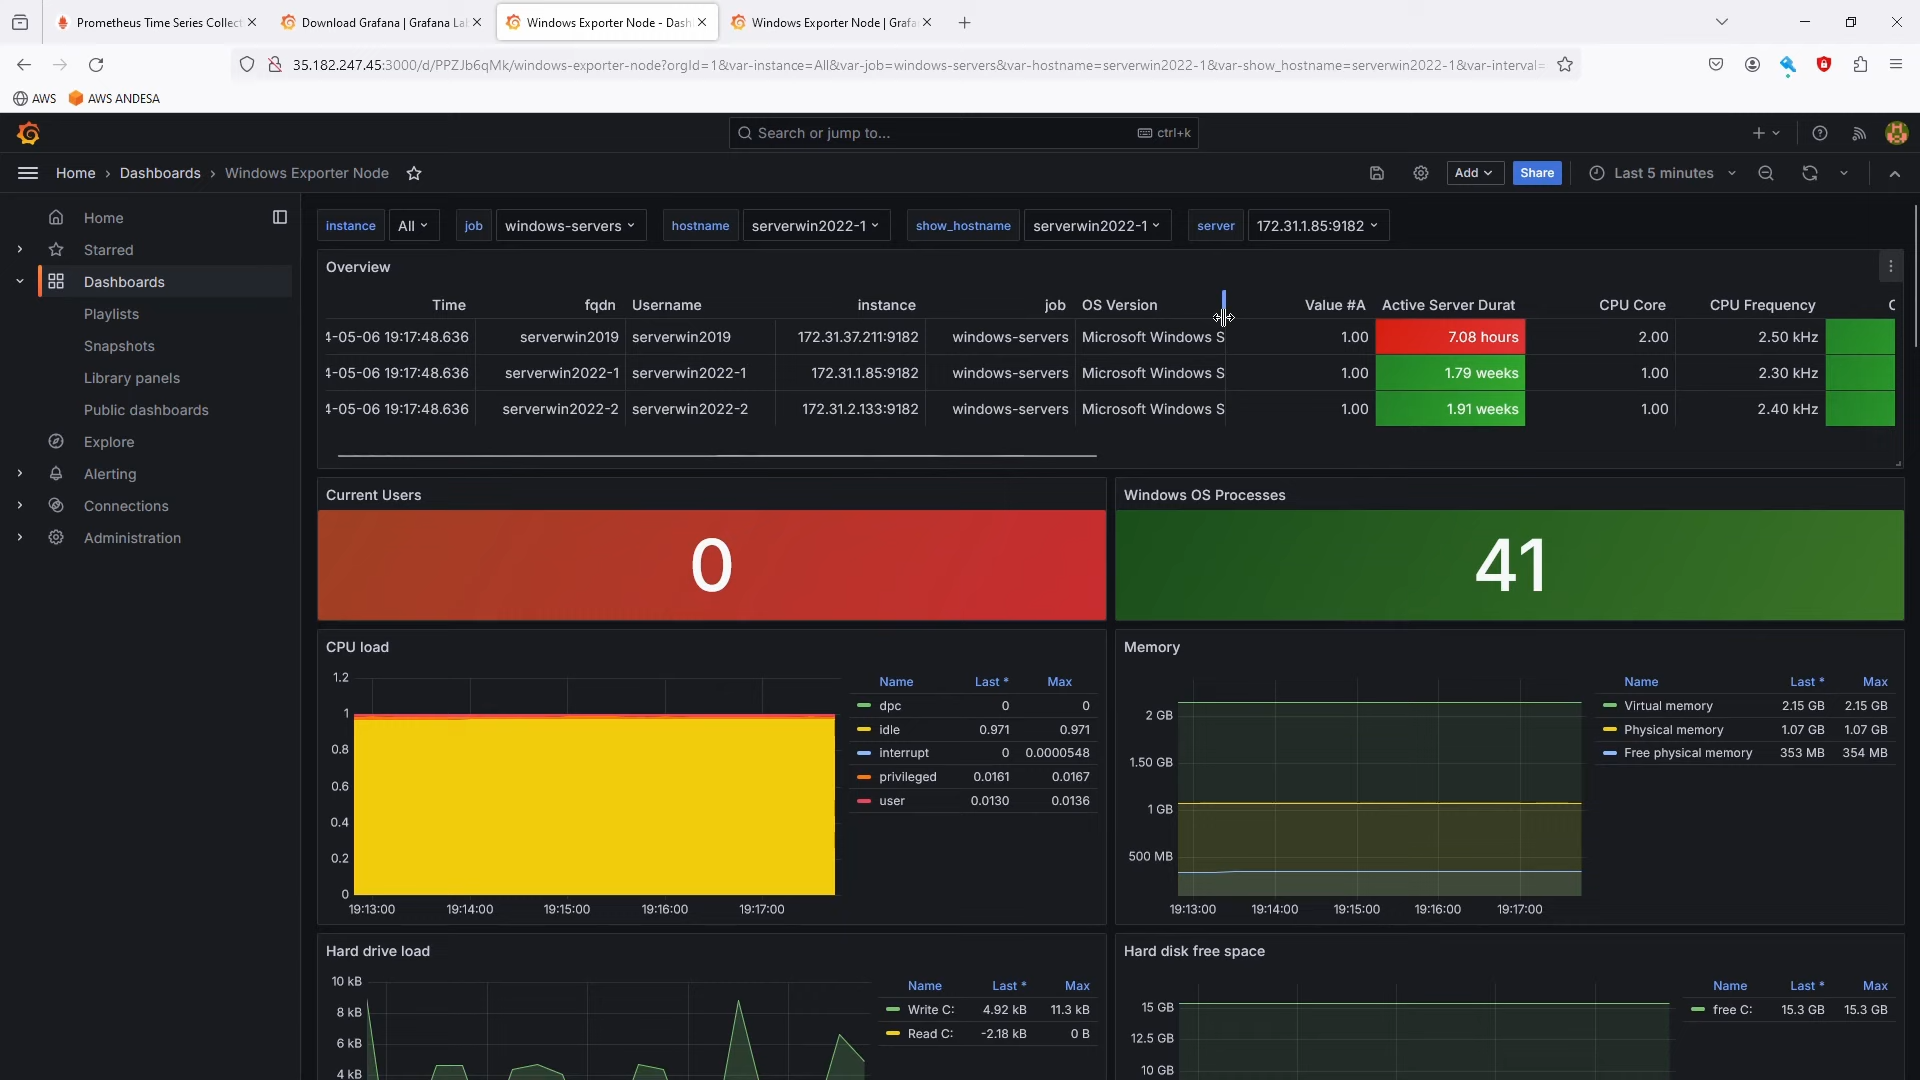 Prometheus Time Series Collect
Download Grafana | Grafana La
Windows Exporter Node - Dash
Windows Exporter Node | Grafa
35.182.247.45:3000/d/PPZJb6qMk/windows-exporter-node?orgId=1&var-instance=All&var-job=windows-servers&var-hostname=serverwin2022-1&var-show_hostname=serverwin2022-1&var-interval=
AWS
AWS ANDESA
Search or jump to...
ctrl+k
Home › Dashboards › Windows Exporter Node
Add
Share
Last 5 minutes
Home
Starred
Dashboards
Playlists
Snapshots
Library panels
Public dashboards
Explore
Alerting
Connections
Administration
instance All job windows-servers hostname serverwin2022-1 show_hostname serverwin2022-1 server 172.31.1.85:9182
Overview
Time fqdn Username instance job OS Version Value #A Active Server Durat CPU Core CPU Frequency C
4-05-06 19:17:48.636 serverwin2019 serverwin2019 172.31.37.211:9182 windows-servers Microsoft Windows S 1.00 7.08 hours 2.00 2.50 kHz
4-05-06 19:17:48.636 serverwin2022-1 serverwin2022-1 172.31.1.85:9182 windows-servers Microsoft Windows S 1.00 1.79 weeks 1.00 2.30 kHz
4-05-06 19:17:48.636 serverwin2022-2 serverwin2022-2 172.31.2.133:9182 windows-servers Microsoft Windows S 1.00 1.91 weeks 1.00 2.40 kHz
Current Users
0
Windows OS Processes
41
CPU load
1.2
1
0.8
0.6
0.4
0.2
0
19:13:00 19:14:00 19:15:00 19:16:00 19:17:00
Name Last * Max
dpc 0 0
idle 0.971 0.971
interrupt 0 0.0000548
privileged 0.0161 0.0167
user 0.0130 0.0136
Memory
2 GB
1.50 GB
1 GB
500 MB
19:13:00 19:14:00 19:15:00 19:16:00 19:17:00
Name Last * Max
Virtual memory 2.15 GB 2.15 GB
Physical memory 1.07 GB 1.07 GB
Free physical memory 353 MB 354 MB
Hard drive load
10 kB
8 kB
6 kB
4 kB
Name Last * Max
Write C: 4.92 kB 11.3 kB
Read C: -2.18 kB 0 B
Hard disk free space
15 GB
12.5 GB
10 GB
Name Last * Max
free C: 15.3 GB 15.3 GB